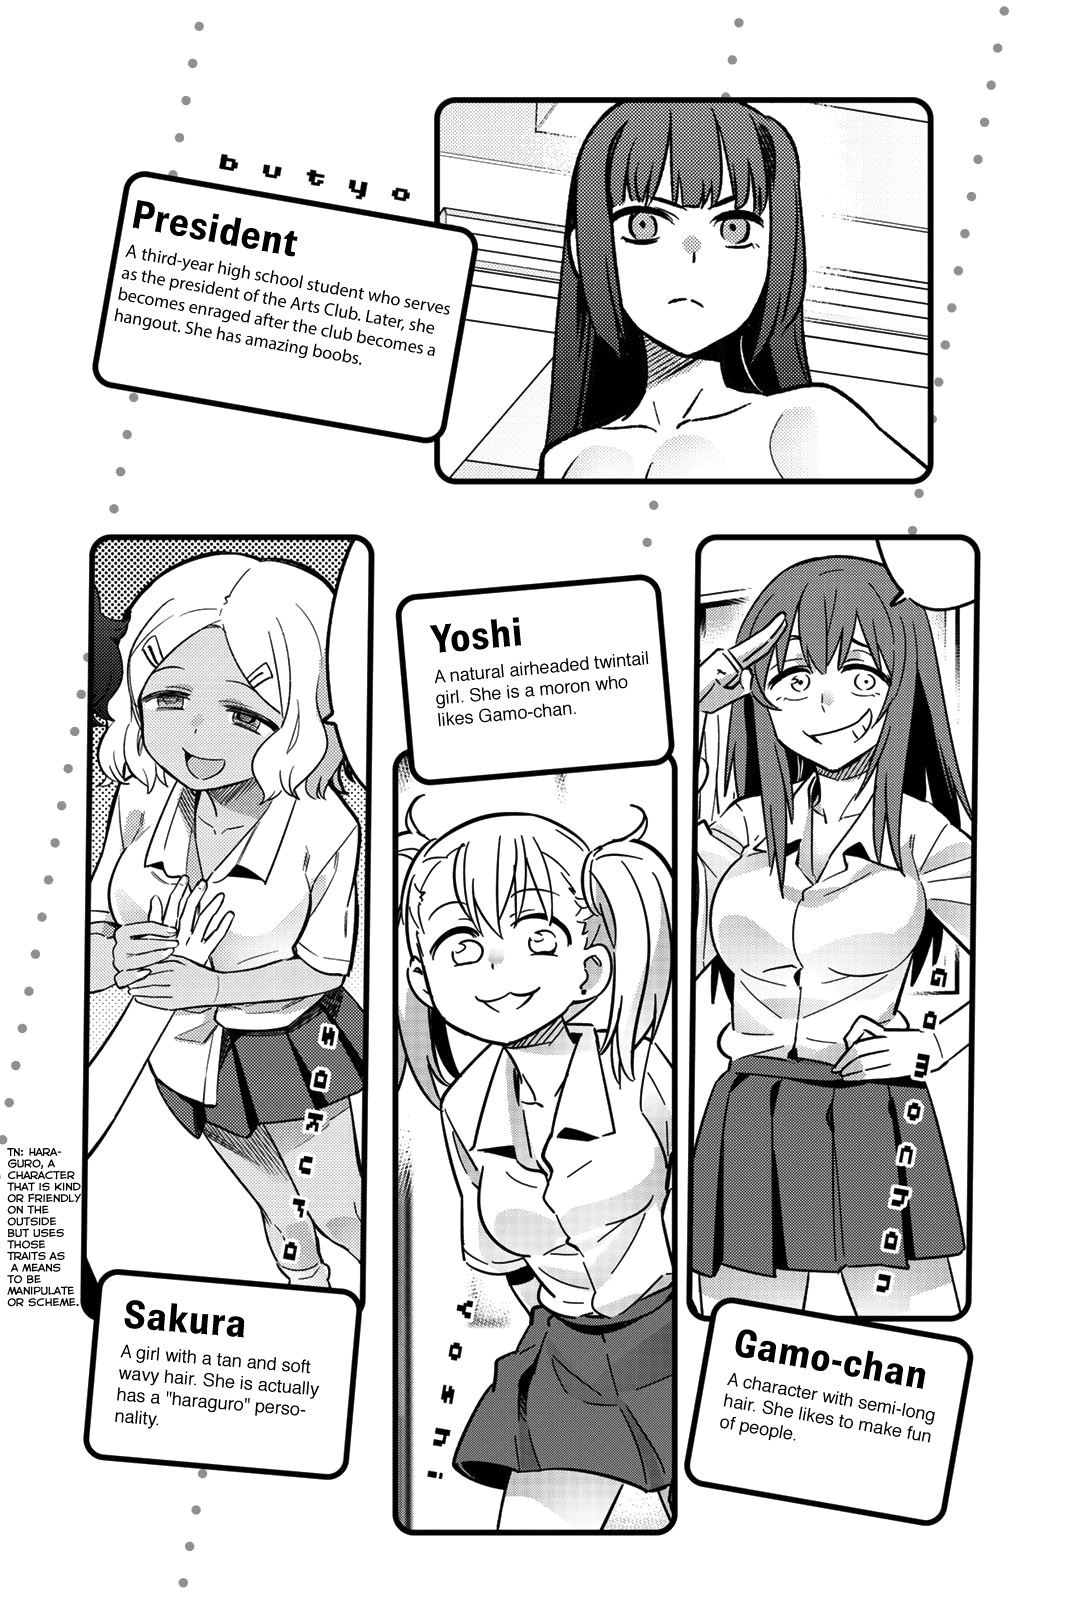 butyo
President
A third-year high school student who serves
as the president of the Arts Club. Later, she
becomes enraged after the club becomes a
hangout. She has amazing boobs.
Yoshi
A natural airheaded twintail
girl. She is a moron who
likes Gamo-chan.
TN: HARA-
GURO, A
CHARACTER
THAT IS KIND
OR FRIENDLY
ON THE
OUTSIDE
BUT USES
THOSE
TRAITS AS
A MEANS
TO BE
MANIPULATE
OR SCHEME.
Sakura
A girl with a tan and soft
wavy hair. She is actually
has a "haraguro" perso-
nality.
Gamo-chan
A character with semi-long
hair. She likes to make fun
of people.